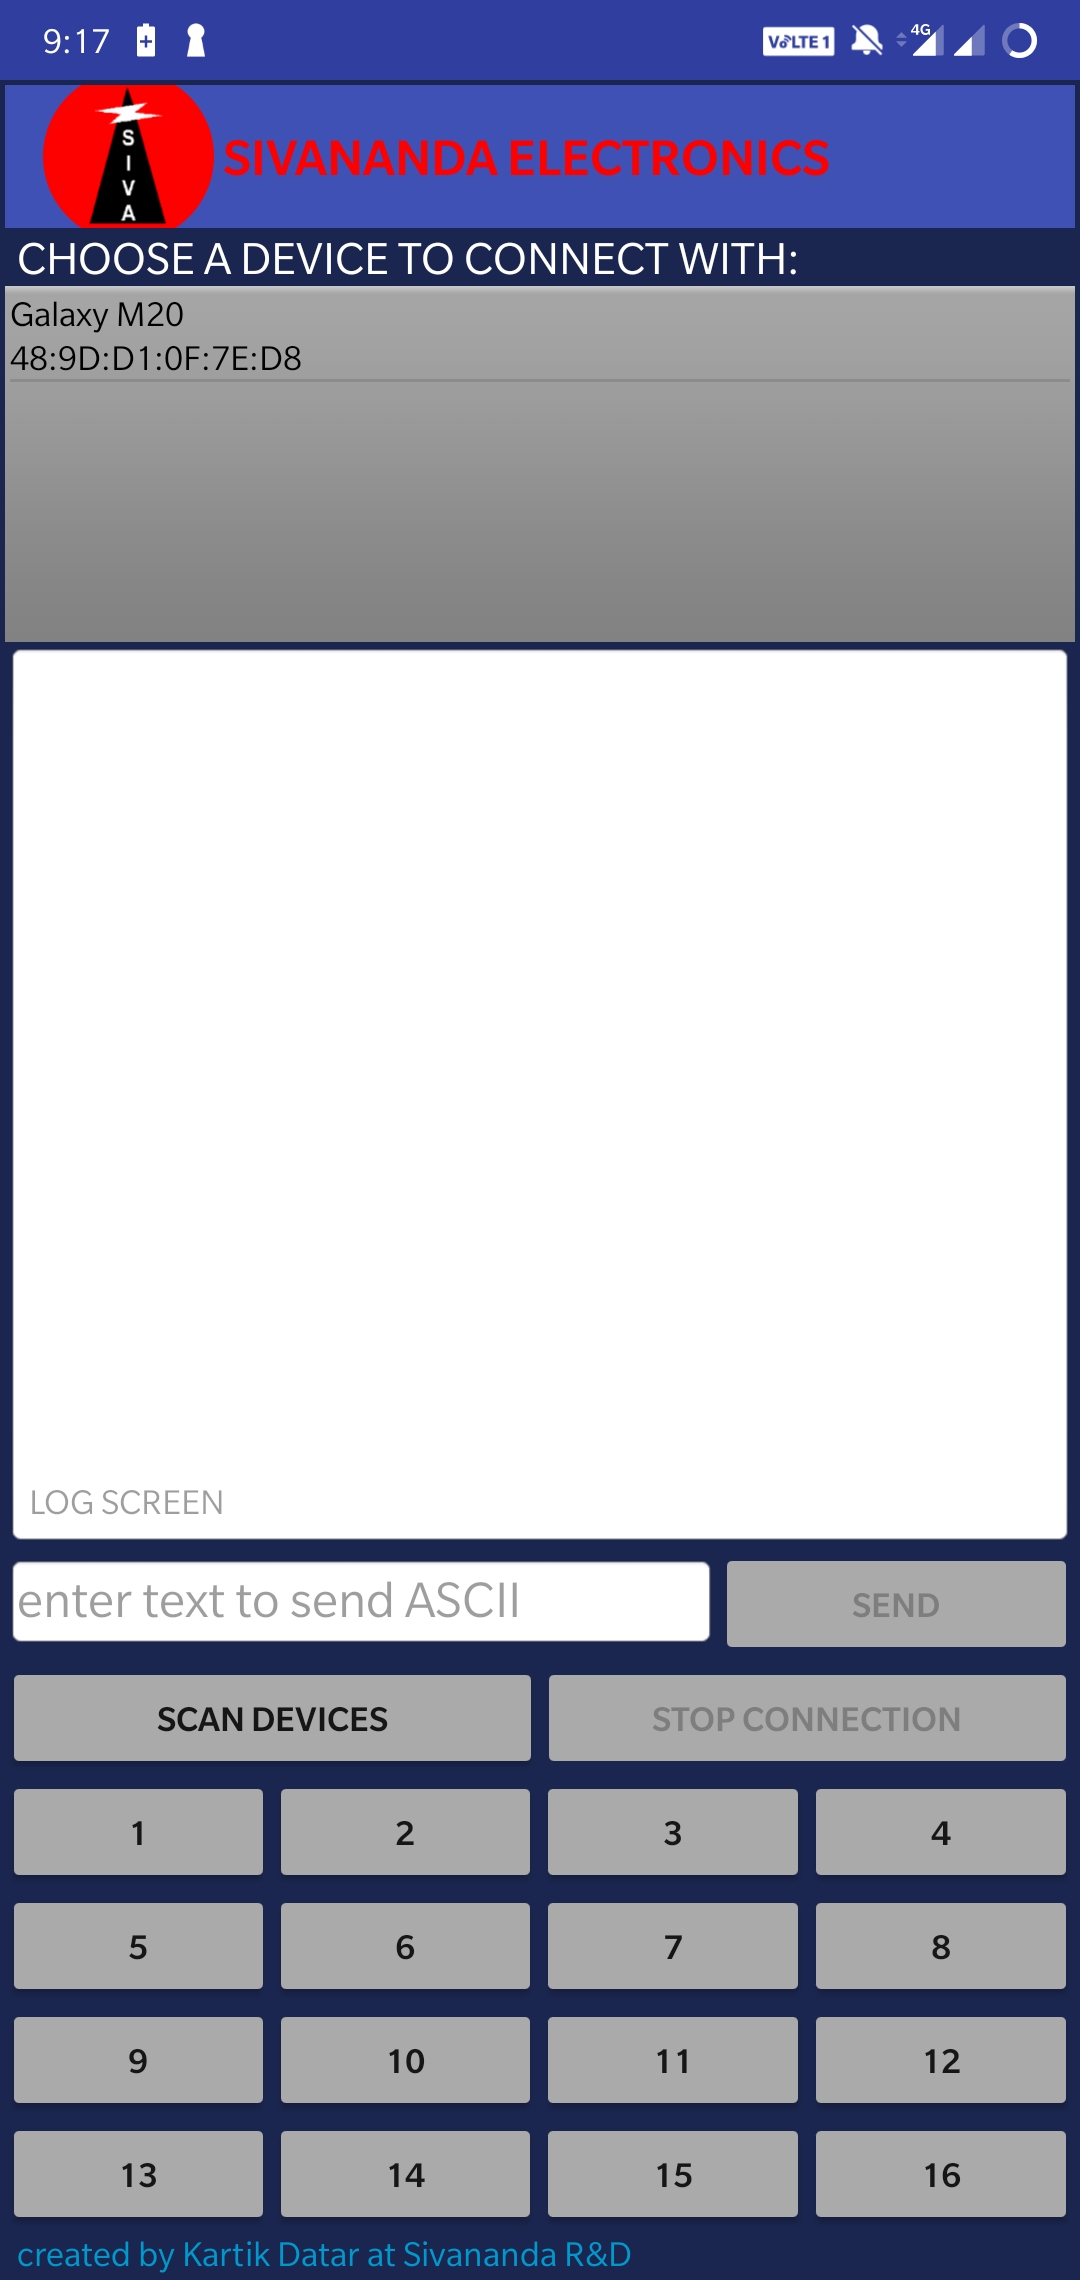 9:17 VoLTE 1 4G
S
I
V
A
SIVANANDA ELECTRONICS
CHOOSE A DEVICE TO CONNECT WITH:
Galaxy M20
48:9D:D1:0F:7E:D8
LOG SCREEN
enter text to send ASCII SEND
SCAN DEVICES STOP CONNECTION
1 2 3 4
5 6 7 8
9 10 11 12
13 14 15 16
created by Kartik Datar at Sivananda R&D